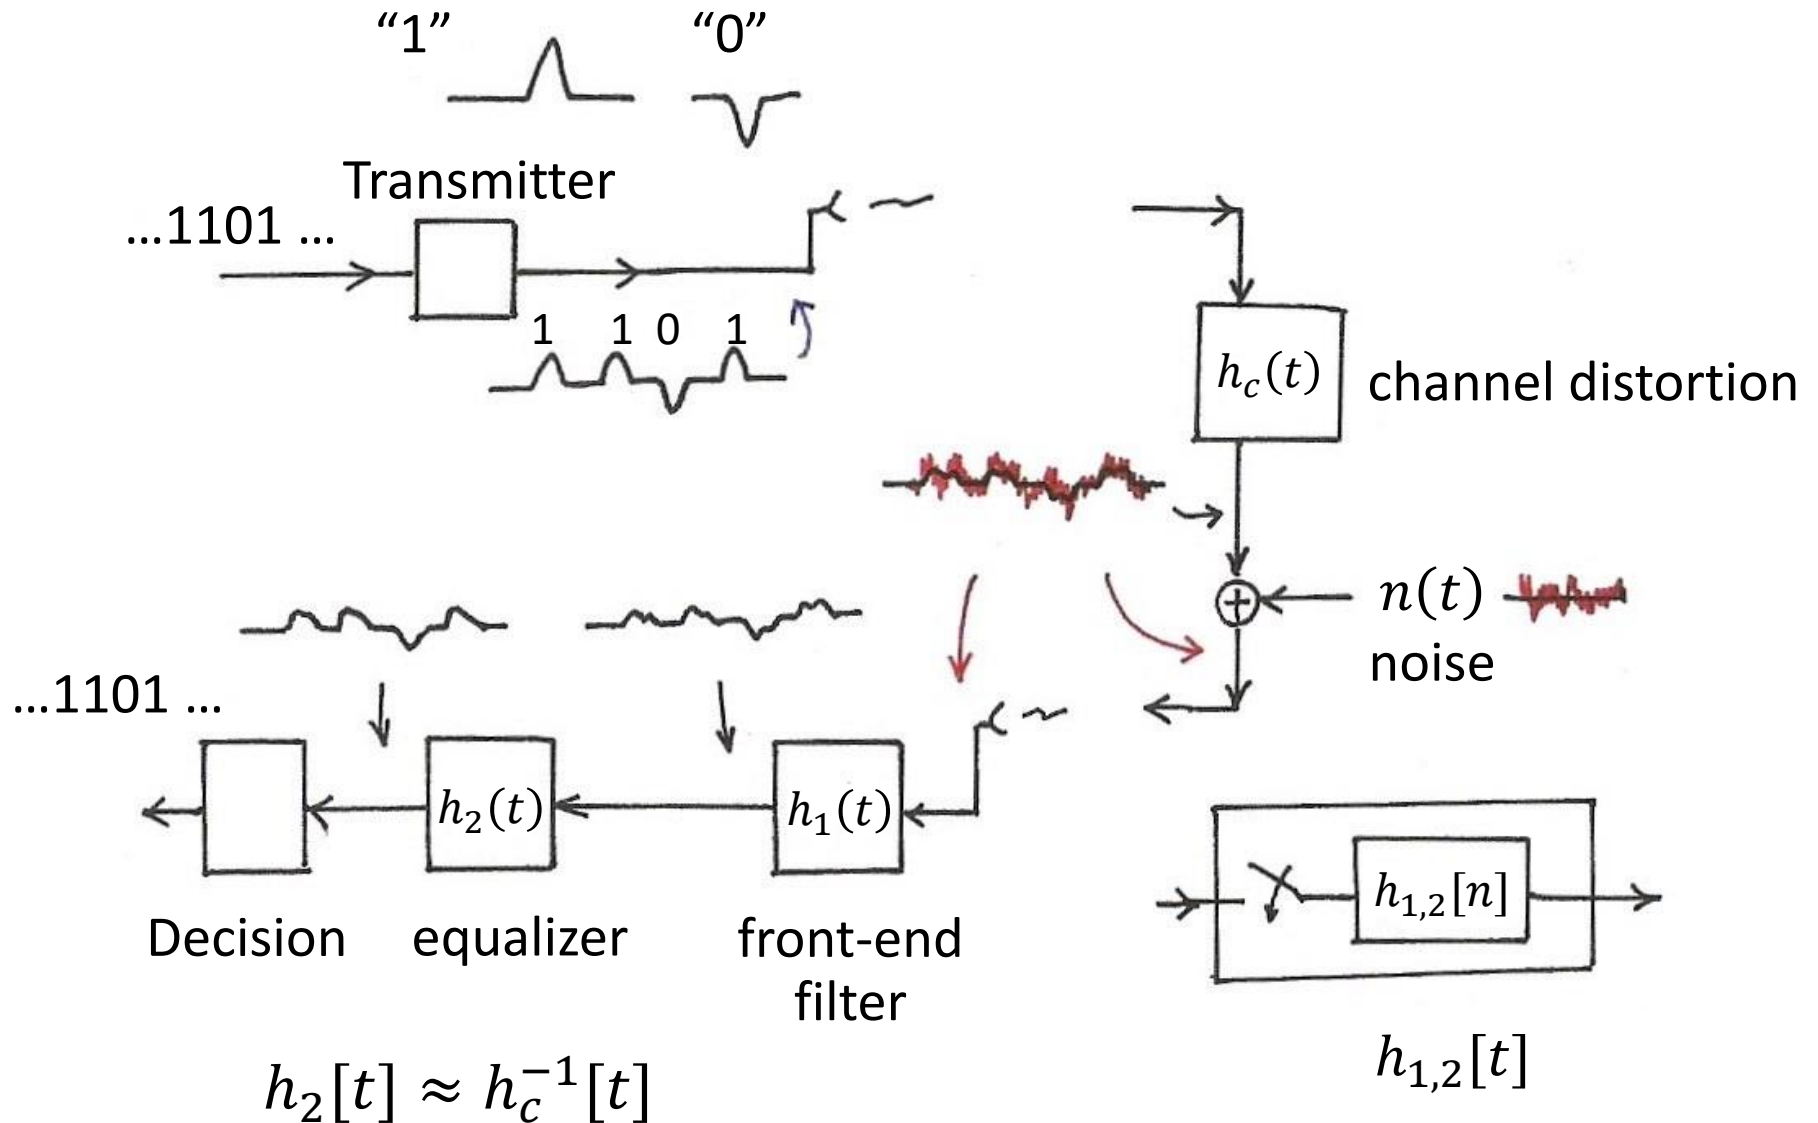 “1” “0”
Transmitter
...1101 ...
1 1 0 1
h_c(t)
channel distortion
n(t)
noise
...1101 ...
h_2(t)
h_1(t)
h_{1,2}[n]
Decision
equalizer
front-end
filter
h_2[t] ≈ h_c^{-1}[t]
h_{1,2}[t]